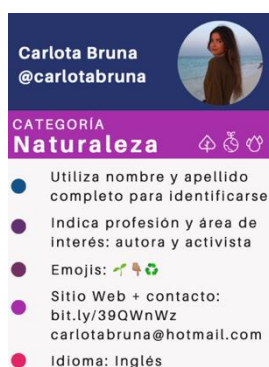 Carlota Bruna
@carlotabruna
CATEGORÍA
Naturaleza
Utiliza nombre y apellido
completo para identificarse
Indica profesión y área de
interés: autora y activista
Emojis: 🌱👇🏽♻️
Sitio Web + contacto:
bit.ly/39QWnWz
carlotabruna@hotmail.com
Idioma: Inglés